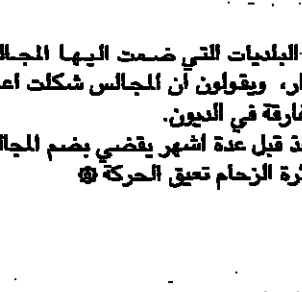 البلديات التي ضمت اليها المجا
ار، ويقولون أن المجالس شكلت اع
غارقة في الديون.
ذ قبل عدة اشهر يقضي بضم المجا
ثرة الزحام تعيق الحركة